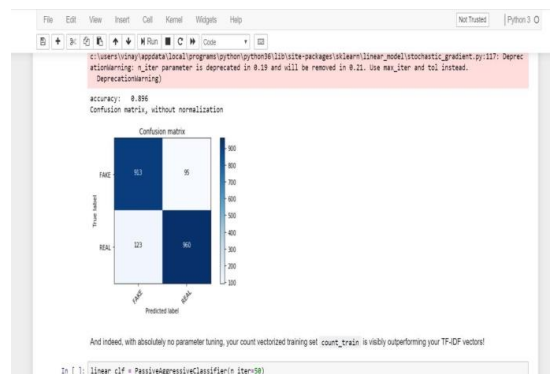 File Edit View Insert Cell Kernel Widgets Help Not Trusted Python 3
Run Code
c:\users\vinay\appdata\local\programs\python\python36\lib\site-packages\sklearn\linear_model\stochastic_gradient.py:117: Deprec
ationWarning: n_iter parameter is deprecated in 0.19 and will be removed in 0.21. Use max_iter and tol instead.
DeprecationWarning)
accuracy: 0.896
Confusion matrix, without normalization
Confusion matrix
FAKE
913
95
REAL
123
960
True label
FAKE
REAL
Predicted label
900
800
700
600
500
400
300
200
100
And indeed, with absolutely no parameter tuning, your count vectorized training set count_train is visibly outperforming your TF-IDF vectors!
In [ ]: linear_clf = PassiveAggressiveClassifier(n_iter=50)